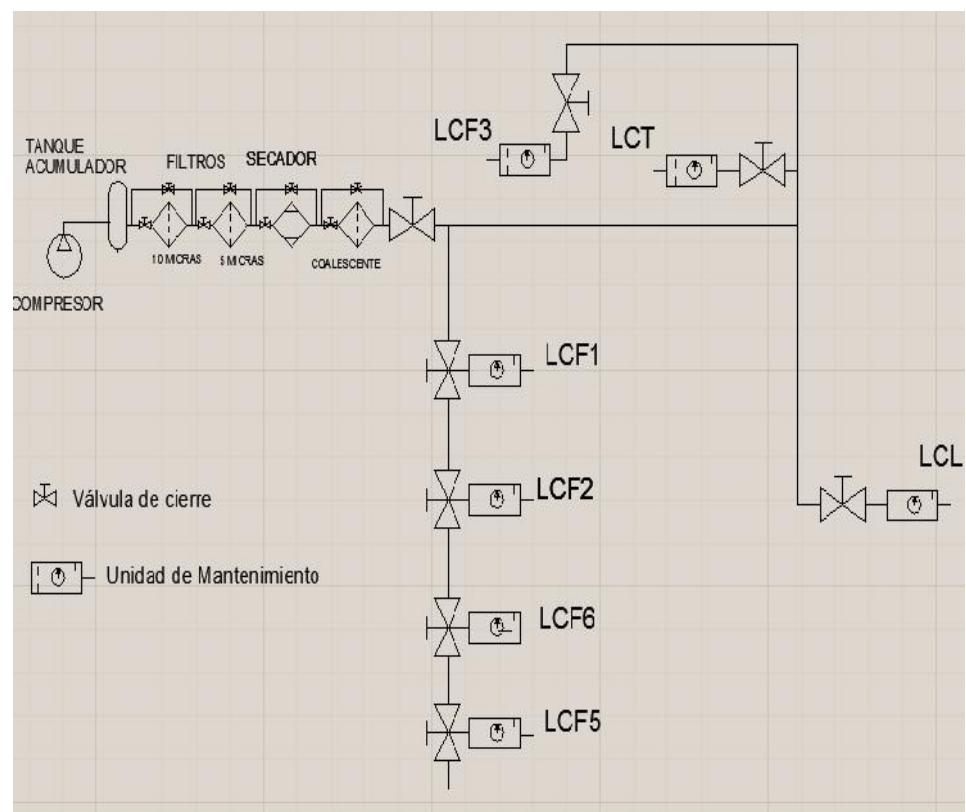 TANQUE
ACUMULADOR
FILTROS
SECADOR
10 MICRAS
5 MICRAS
COALESCENTE
COMPRESOR
LCF3
LCT
LCF1
LCF2
LCL
LCF6
LCF5
Válvula de cierre
Unidad de Mantenimiento